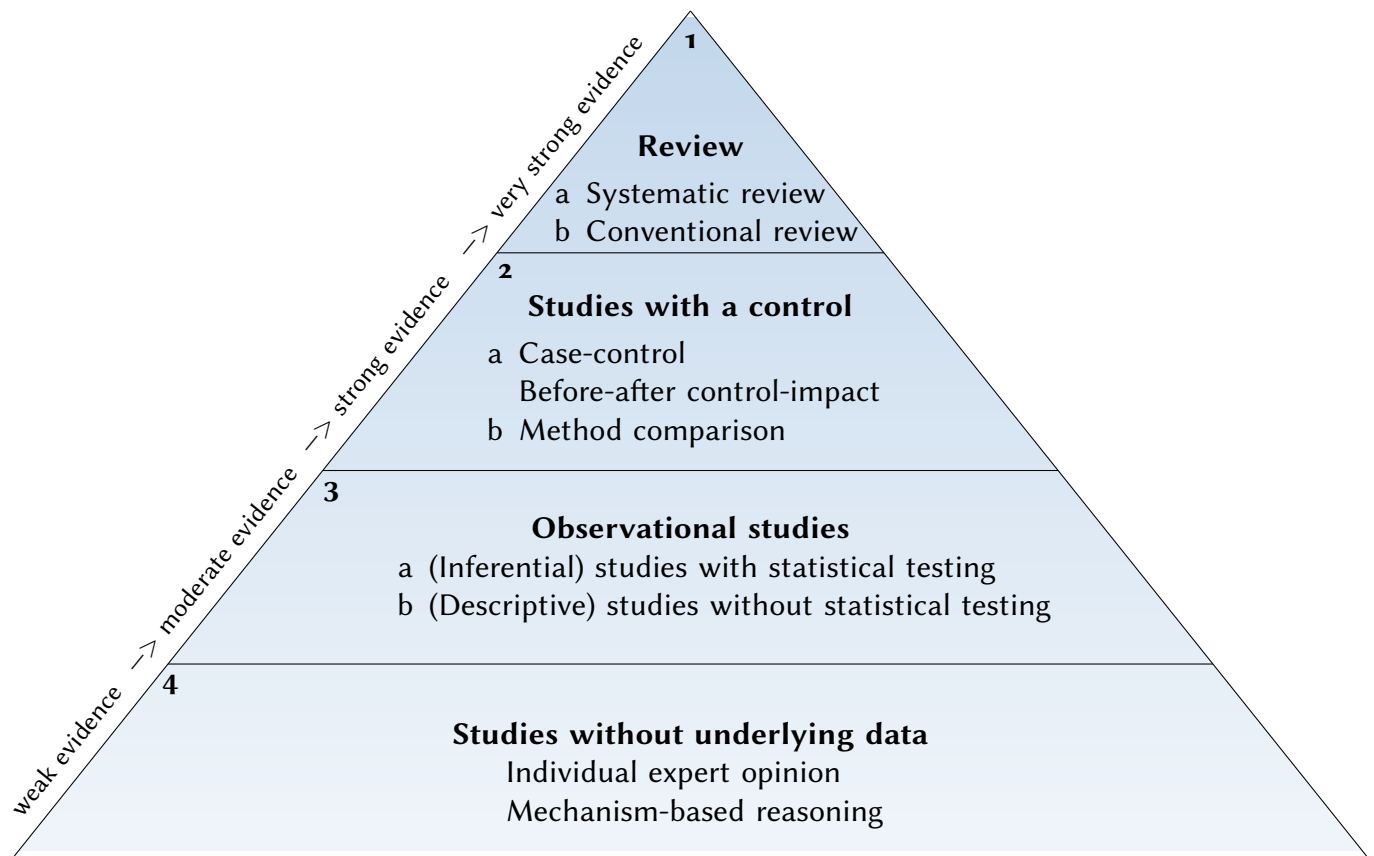 1
Review
a Systematic review
b Conventional review
2
Studies with a control
a Case-control
Before-after control-impact
b Method comparison
3
Observational studies
a (Inferential) studies with statistical testing
b (Descriptive) studies without statistical testing
4
Studies without underlying data
Individual expert opinion
Mechanism-based reasoning
weak evidence --> moderate evidence --> strong evidence --> very strong evidence